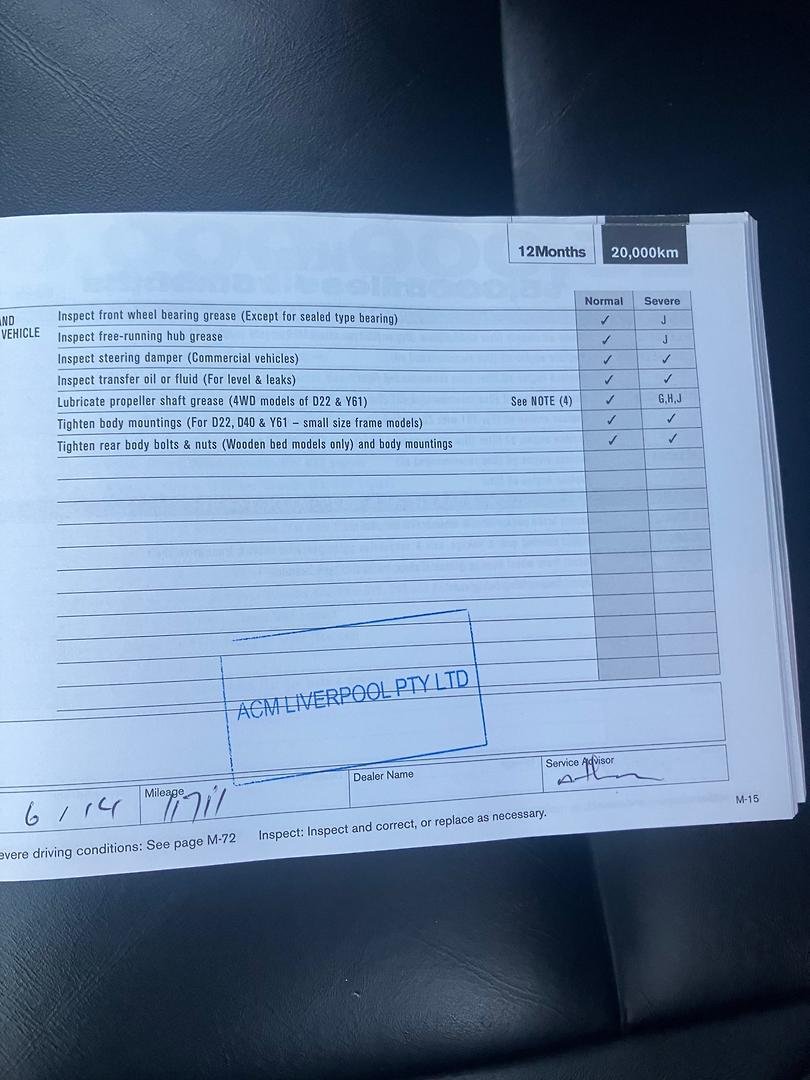 12Months 20,000km
Normal Severe
AND
VEHICLE
Inspect front wheel bearing grease (Except for sealed type bearing) ✓ J
Inspect free-running hub grease ✓ J
Inspect steering damper (Commercial vehicles) ✓ ✓
Inspect transfer oil or fluid (For level & leaks) ✓ ✓
Lubricate propeller shaft grease (4WD models of D22 & Y61) See NOTE (4) ✓ G,H,J
Tighten body mountings (For D22, D40 & Y61 – small size frame models) ✓ ✓
Tighten rear body bolts & nuts (Wooden bed models only) and body mountings ✓ ✓
ACM LIVERPOOL PTY LTD
6 / 14 Mileage 11711 Dealer Name Service Advisor
evere driving conditions: See page M-72 Inspect: Inspect and correct, or replace as necessary.
M-15